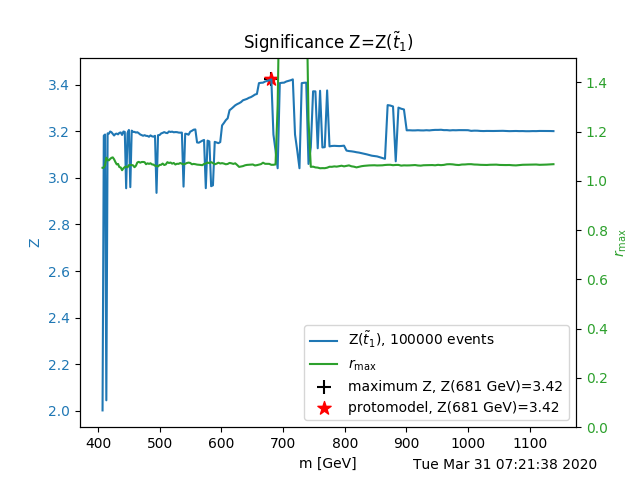 Significance Z=Z(t̃₁)
3.4
3.2
3.0
2.8
2.6
2.4
2.2
2.0
Z
1.4
1.2
1.0
0.8
0.6
0.4
0.2
0.0
r_max
Z(t̃₁), 100000 events
r_max
maximum Z, Z(681 GeV)=3.42
protomodel, Z(681 GeV)=3.42
400 500 600 700 800 900 1000 1100
m [GeV]
Tue Mar 31 07:21:38 2020